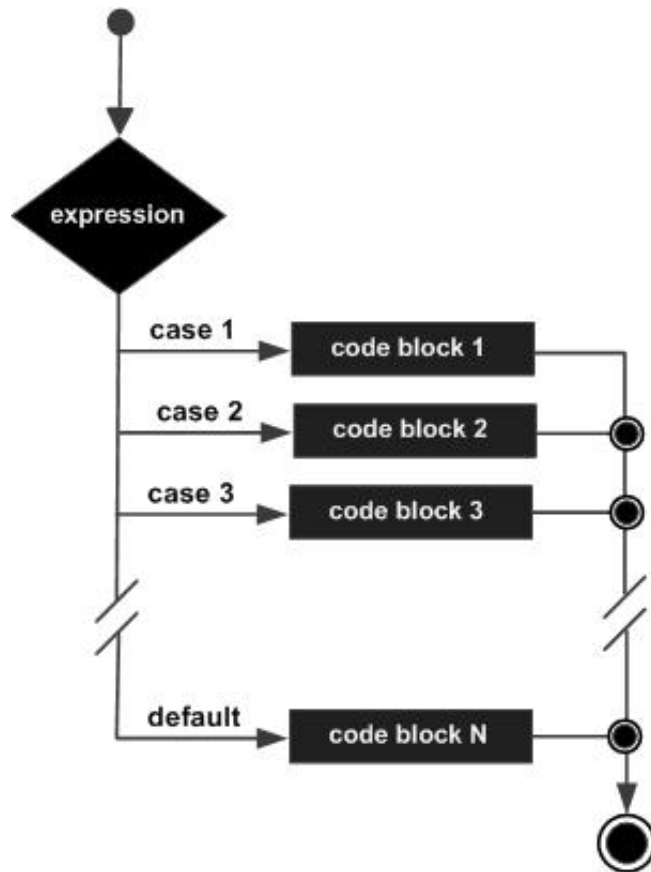 expression
case 1
code block 1
case 2
code block 2
case 3
code block 3
default
code block N